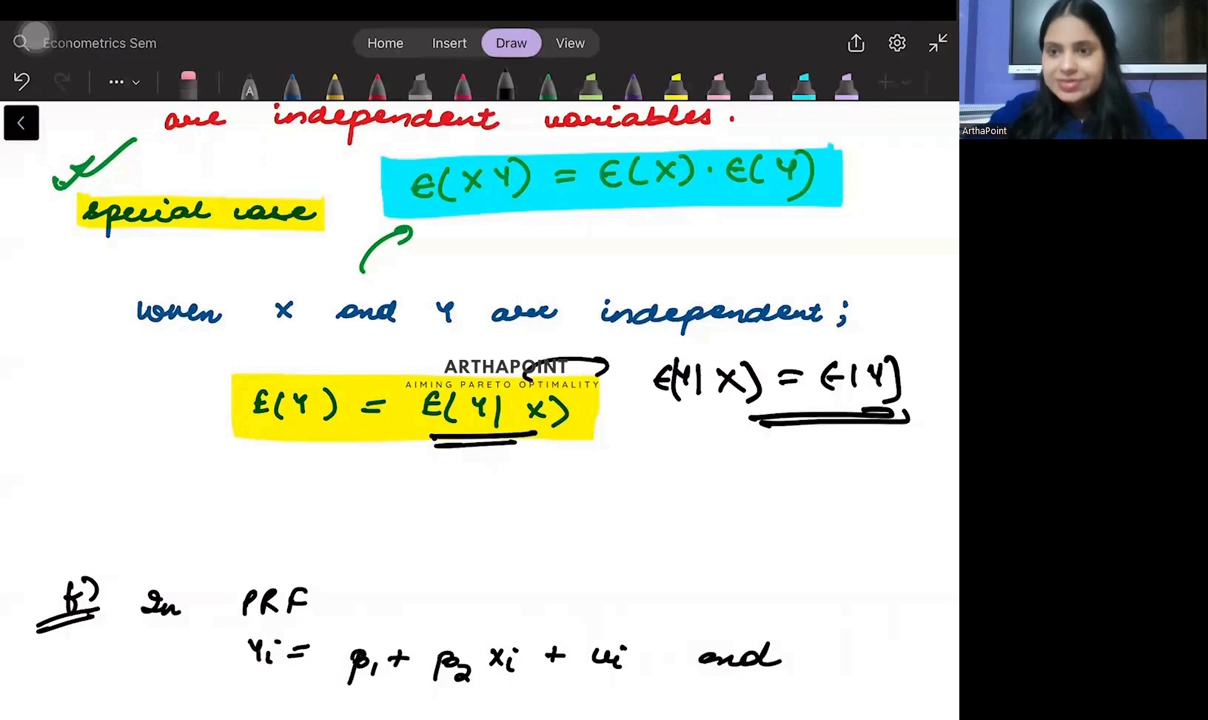 Econometrics Sem
Home Insert Draw View
A
are independent variables.
E(XY) = E(X) · E(Y)
special case
when X and Y are independent;
ARTHAPOINT
AIMING PARETO OPTIMALITY
E(Y|X) = E(Y)
E(Y) = E(Y|X)
f) In PRF
Yi = β1 + β2 Xi + ui and
ArthaPoint